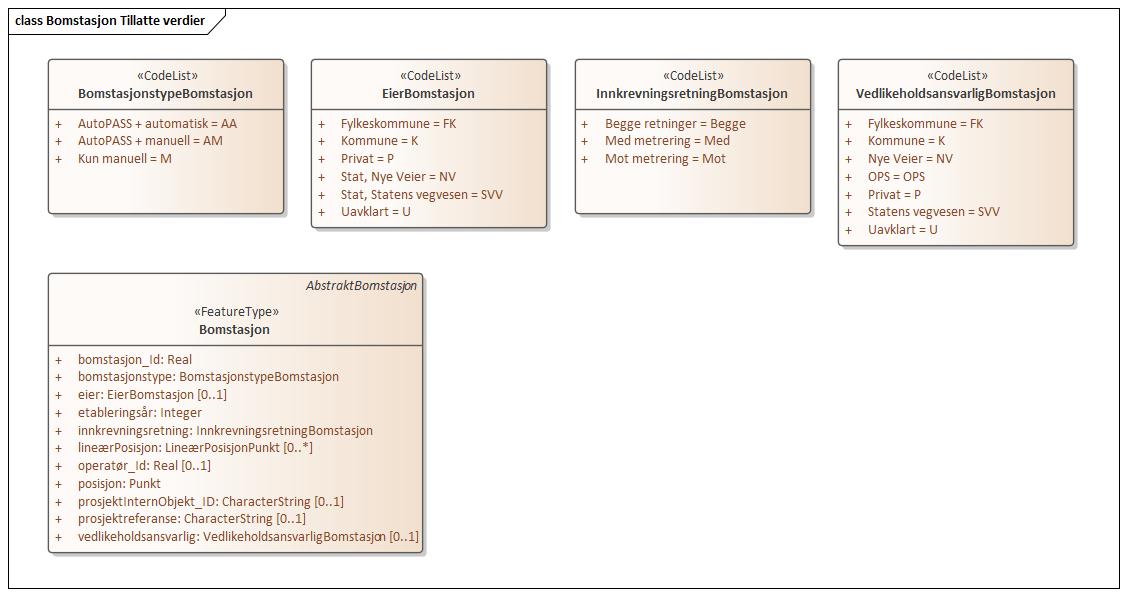 class Bomstasjon Tillatte verdier
«CodeList»
BomstasjonstypeBomstasjon
+ AutoPASS + automatisk = AA
+ AutoPASS + manuell = AM
+ Kun manuell = M
«CodeList»
EierBomstasjon
+ Fylkeskommune = FK
+ Kommune = K
+ Privat = P
+ Stat, Nye Veier = NV
+ Stat, Statens vegvesen = SVV
+ Uavklart = U
«CodeList»
InnkrevningsretningBomstasjon
+ Begge retninger = Begge
+ Med metrering = Med
+ Mot metrering = Mot
«CodeList»
VedlikeholdsansvarligBomstasjon
+ Fylkeskommune = FK
+ Kommune = K
+ Nye Veier = NV
+ OPS = OPS
+ Privat = P
+ Statens vegvesen = SVV
+ Uavklart = U
AbstraktBomstasjon
«FeatureType»
Bomstasjon
+ bomstasjon_Id: Real
+ bomstasjonstype: BomstasjonstypeBomstasjon
+ eier: EierBomstasjon [0..1]
+ etableringsår: Integer
+ innkrevningsretning: InnkrevningsretningBomstasjon
+ lineærPosisjon: LineærPosisjonPunkt [0..*]
+ operatør_Id: Real [0..1]
+ posisjon: Punkt
+ prosjektInternObjekt_ID: CharacterString [0..1]
+ prosjektreferanse: CharacterString [0..1]
+ vedlikeholdsansvarlig: VedlikeholdsansvarligBomstasjon [0..1]